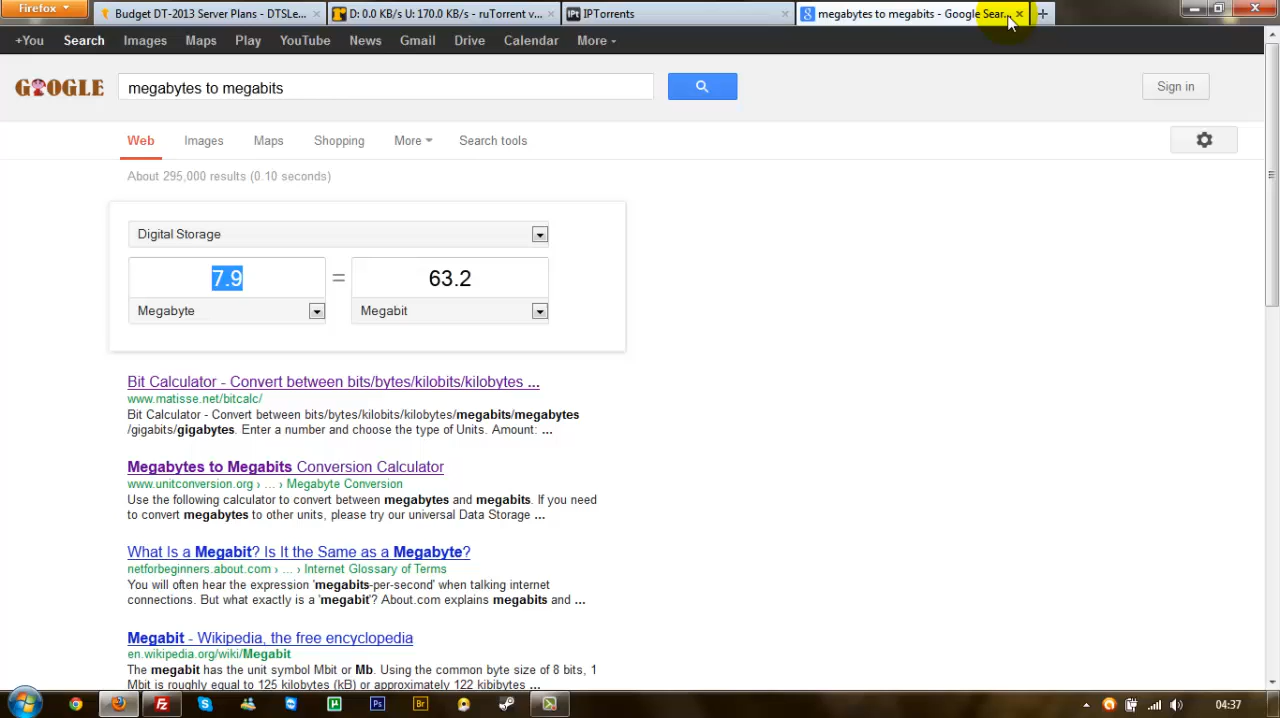 Firefox
Budget DT-2013 Server Plans - DTSLe...
D: 0.0 KB/s U: 170.0 KB/s - ruTorrent v...
IPt IPTorrents
8 megabytes to megabits - Google Sear...
+You Search Images Maps Play YouTube News Gmail Drive Calendar More
GOOGLE megabytes to megabits Sign in
Web Images Maps Shopping More Search tools
About 295,000 results (0.10 seconds)
Digital Storage
7.9 = 63.2
Megabyte Megabit
Bit Calculator - Convert between bits/bytes/kilobits/kilobytes ...
www.matisse.net/bitcalc/
Bit Calculator - Convert between bits/bytes/kilobits/kilobytes/megabits/megabytes
/gigabits/gigabytes. Enter a number and choose the type of Units. Amount: ...
Megabytes to Megabits Conversion Calculator
www.unitconversion.org › ... › Megabyte Conversion
Use the following calculator to convert between megabytes and megabits. If you need
to convert megabytes to other units, please try our universal Data Storage ...
What Is a Megabit? Is It the Same as a Megabyte?
netforbeginners.about.com › ... › Internet Glossary of Terms
You will often hear the expression 'megabits-per-second' when talking internet
connections. But what exactly is a 'megabit'? About.com explains megabits and ...
Megabit - Wikipedia, the free encyclopedia
en.wikipedia.org/wiki/Megabit
The megabit has the unit symbol Mbit or Mb. Using the common byte size of 8 bits, 1
Mbit is roughly equal to 125 kilobytes (kB) or approximately 122 kibibytes ...
Fz S µ Ps Br 04:37